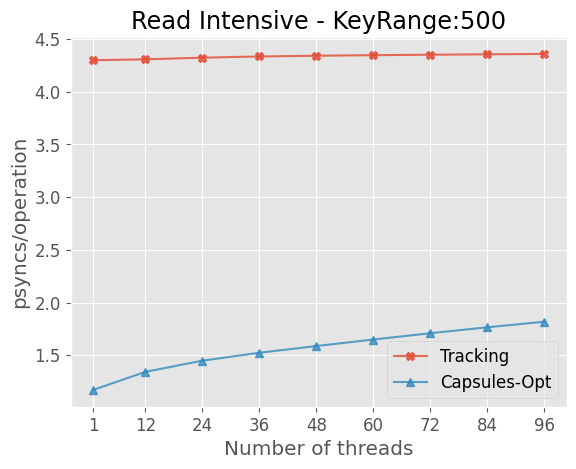 Read Intensive - KeyRange:500
psyncs/operation
4.5
4.0
3.5
3.0
2.5
2.0
1.5
Tracking
Capsules-Opt
1 12 24 36 48 60 72 84 96
Number of threads